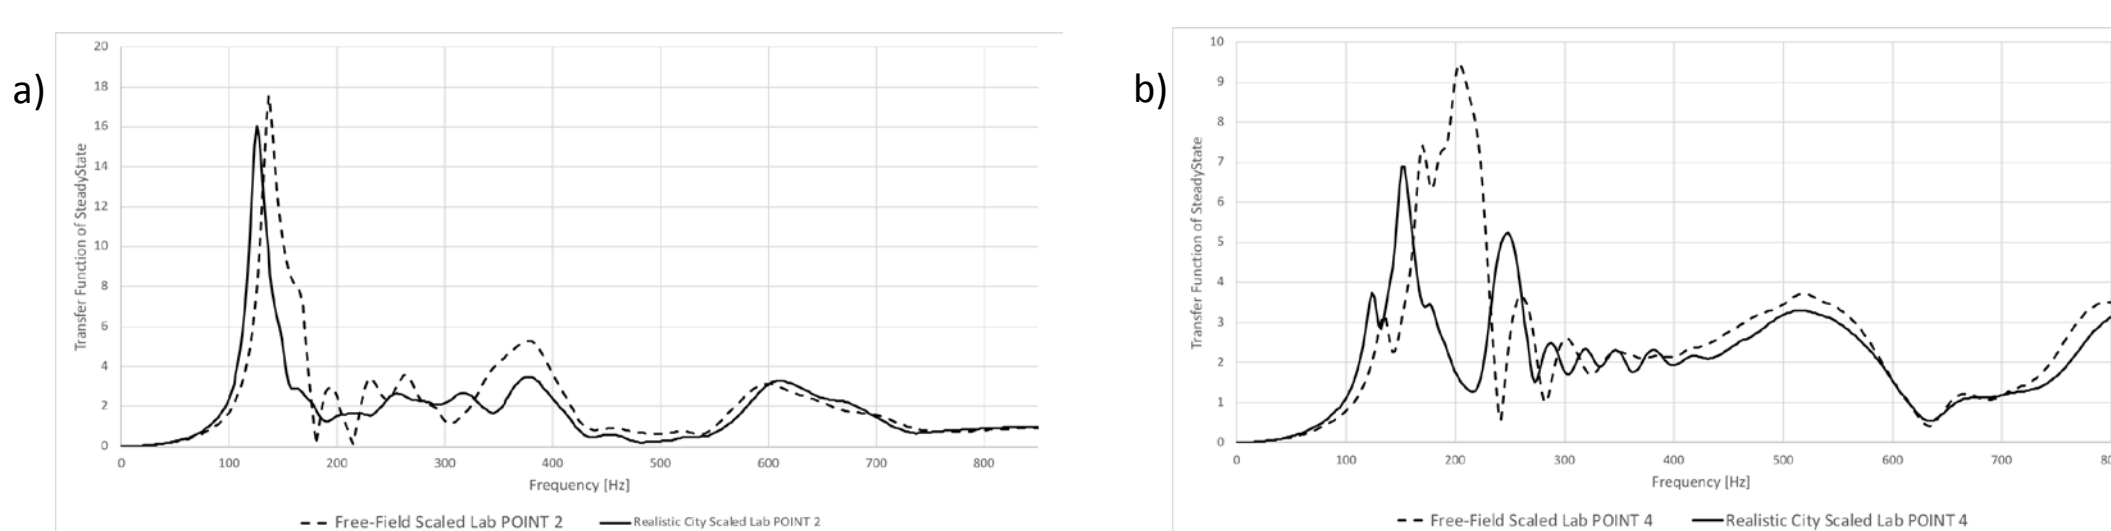 a)
20
18
16
14
12
10
8
6
4
2
0
Transfer Function of SteadyState
0 100 200 300 400 500 600 700 800
Frequency [Hz]
Free-Field Scaled Lab POINT 2 Realistic City Scaled Lab POINT 2
b)
10
9
8
7
6
5
4
3
2
1
0
Transfer Function of SteadyState
0 100 200 300 400 500 600 700 80
Frequency [Hz]
Free-Field Scaled Lab POINT 4 Realistic City Scaled Lab POINT 4